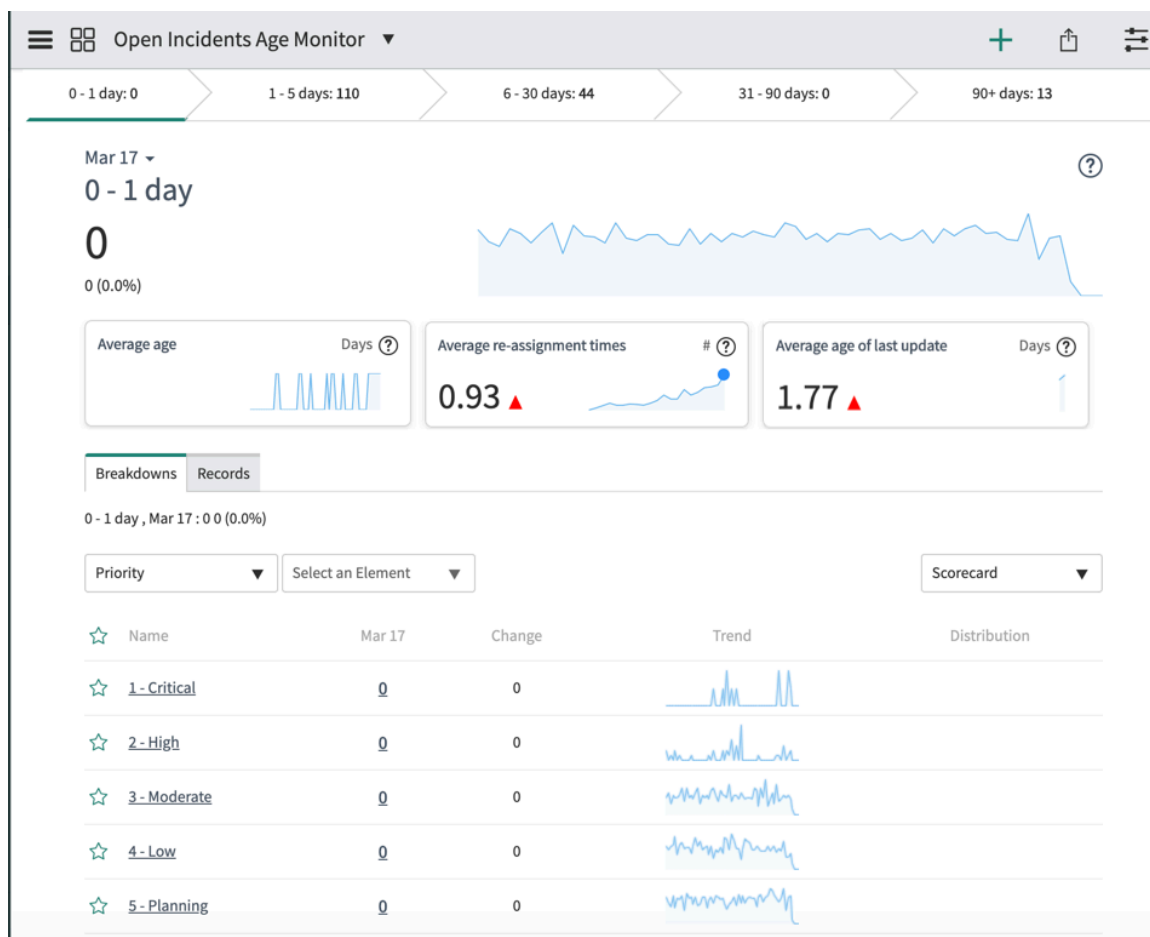 Open Incidents Age Monitor
0 - 1 day: 0 1 - 5 days: 110 6 - 30 days: 44 31 - 90 days: 0 90+ days: 13
Mar 17
0 - 1 day
0
0 (0.0%)
Average age Days ?
Average re-assignment times # ?
0.93
Average age of last update Days ?
1.77
Breakdowns Records
0 - 1 day , Mar 17 : 0 0 (0.0%)
Priority Select an Element Scorecard
Name Mar 17 Change Trend Distribution
1 - Critical 0 0
2 - High 0 0
3 - Moderate 0 0
4 - Low 0 0
5 - Planning 0 0